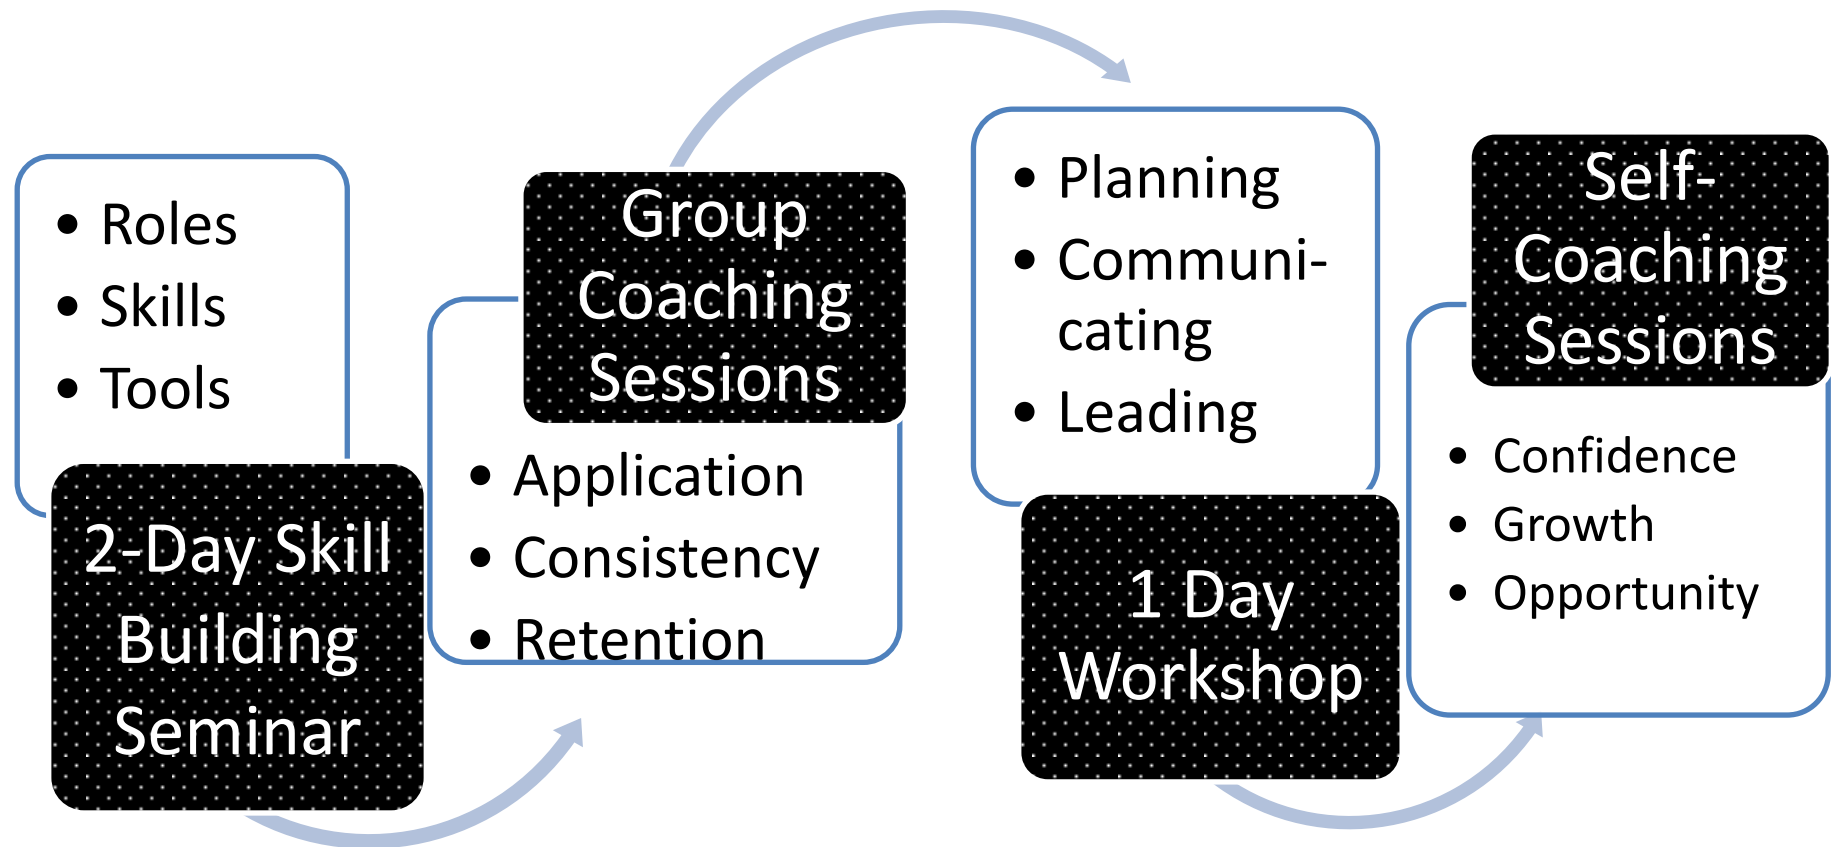 • Roles
• Skills
• Tools
2-Day Skill
Building
Seminar
Group
Coaching
Sessions
• Application
• Consistency
• Retention
• Planning
• Communi-
cating
• Leading
1 Day
Workshop
Self-
Coaching
Sessions
• Confidence
• Growth
• Opportunity